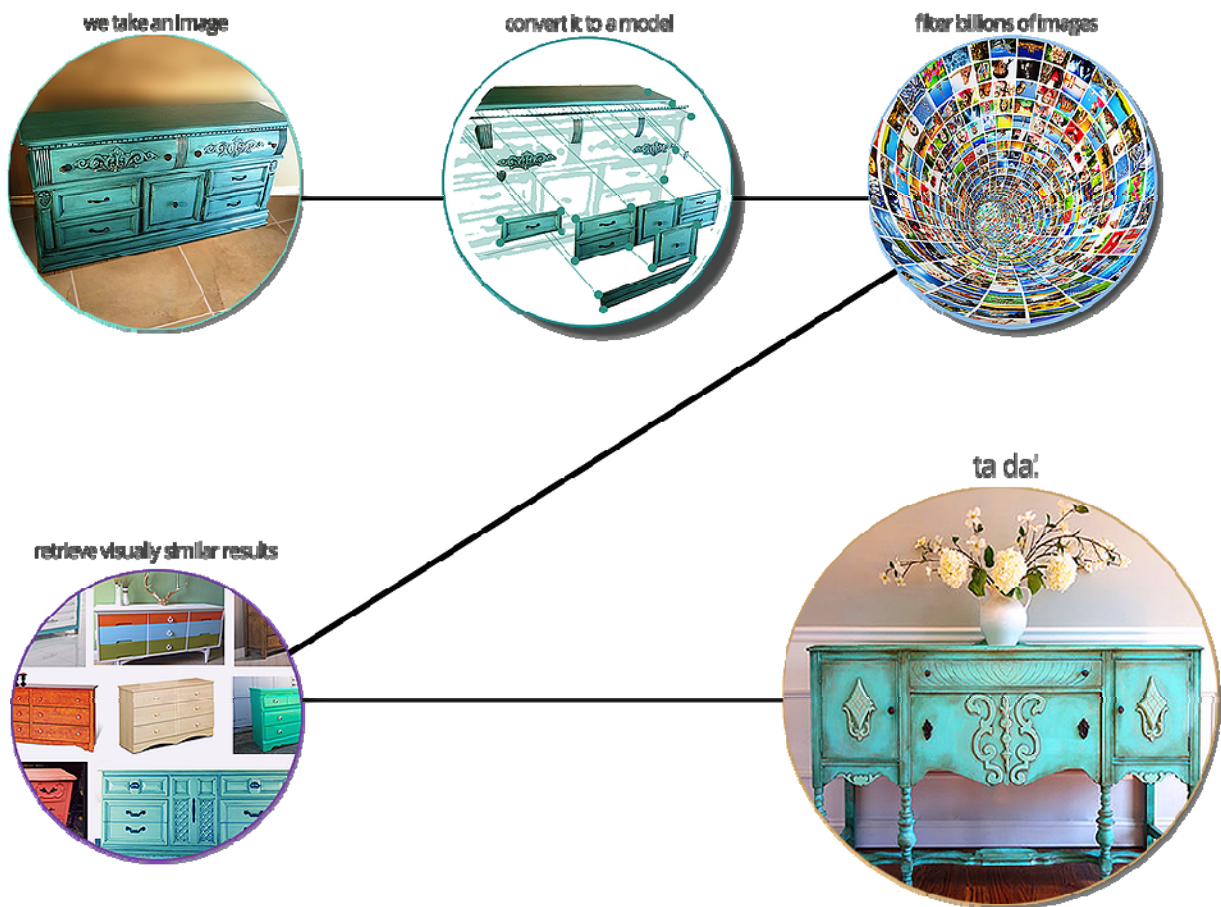 we take an image
convert it to a model
filter billions of images
retrieve visually similar results
ta da!